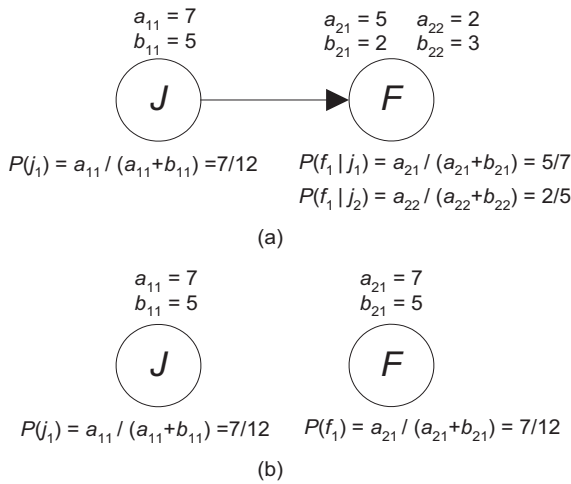 a₁₁ = 7
b₁₁ = 5
a₂₁ = 5 a₂₂ = 2
b₂₁ = 2 b₂₂ = 3
J
F
P(j₁) = a₁₁ / (a₁₁+b₁₁) =7/12
P(f₁ | j₁) = a₂₁ / (a₂₁+b₂₁) = 5/7
P(f₁ | j₂) = a₂₂ / (a₂₂+b₂₂) = 2/5
(a)
a₁₁ = 7
b₁₁ = 5
a₂₁ = 7
b₂₁ = 5
J
F
P(j₁) = a₁₁ / (a₁₁+b₁₁) =7/12
P(f₁) = a₂₁ / (a₂₁+b₂₁) = 7/12
(b)